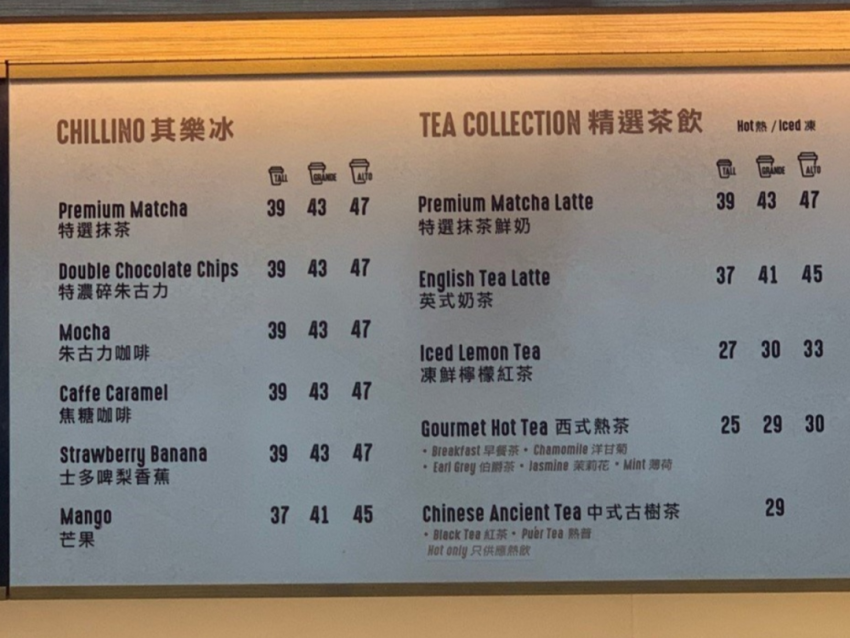 CHILLINO 其樂冰
TALL GRANDE ALTO
Premium Matcha 39 43 47
特選抹茶
Double Chocolate Chips 39 43 47
特濃碎朱古力
Mocha 39 43 47
朱古力咖啡
Caffe Caramel 39 43 47
焦糖咖啡
Strawberry Banana 39 43 47
士多啤梨香蕉
Mango 37 41 45
芒果
TEA COLLECTION 精選茶飲 Hot 熱 / Iced 凍
TALL GRANDE ALTO
Premium Matcha Latte 39 43 47
特選抹茶鮮奶
English Tea Latte 37 41 45
英式奶茶
Iced Lemon Tea 27 30 33
凍鮮檸檬紅茶
Gourmet Hot Tea 西式熱茶 25 29 30
• Breakfast 早餐茶 • Chamomile 洋甘菊
• Earl Grey 伯爵茶 • Jasmine 茉莉花 • Mint 薄荷
Chinese Ancient Tea 中式古樹茶 29
• Black Tea 紅茶 • Pu'er Tea 熟普
Hot only 只供應熱飲